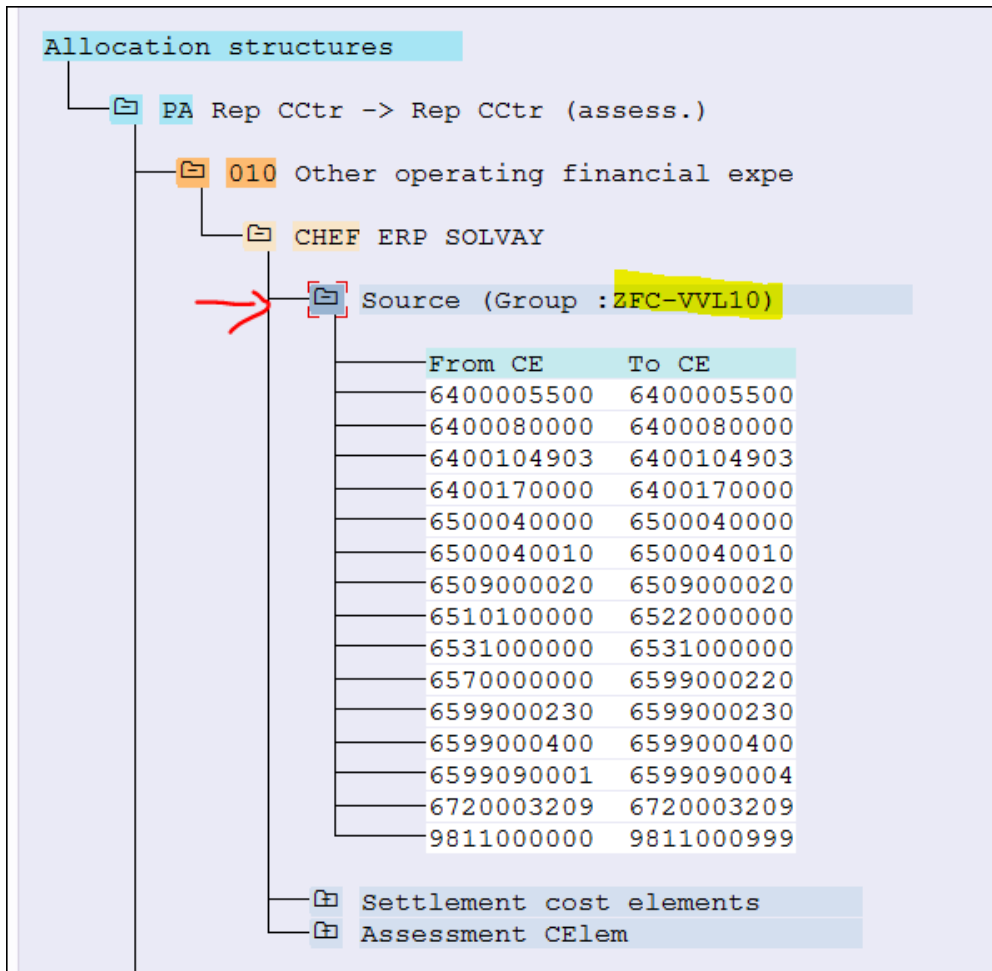 Allocation structures
PA Rep CCtr -> Rep CCtr (assess.)
010 Other operating financial expe
CHEF ERP SOLVAY
Source (Group :ZFC-VVL10)
From CE To CE
6400005500 6400005500
6400080000 6400080000
6400104903 6400104903
6400170000 6400170000
6500040000 6500040000
6500040010 6500040010
6509000020 6509000020
6510100000 6522000000
6531000000 6531000000
6570000000 6599000220
6599000230 6599000230
6599000400 6599000400
6599090001 6599090004
6720003209 6720003209
9811000000 9811000999
Settlement cost elements
Assessment CElem